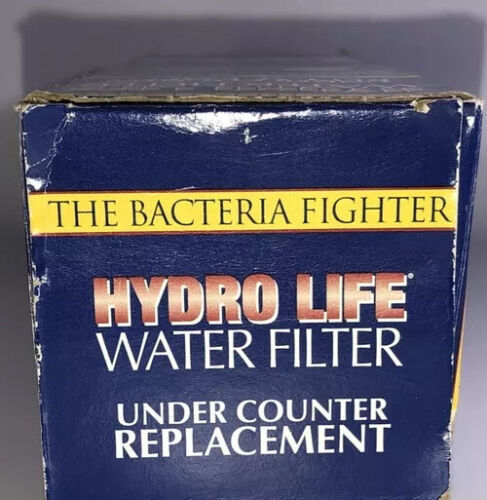 THE BACTERIA FIGHTER
HYDRO LIFE®
WATER FILTER
UNDER COUNTER
REPLACEMENT